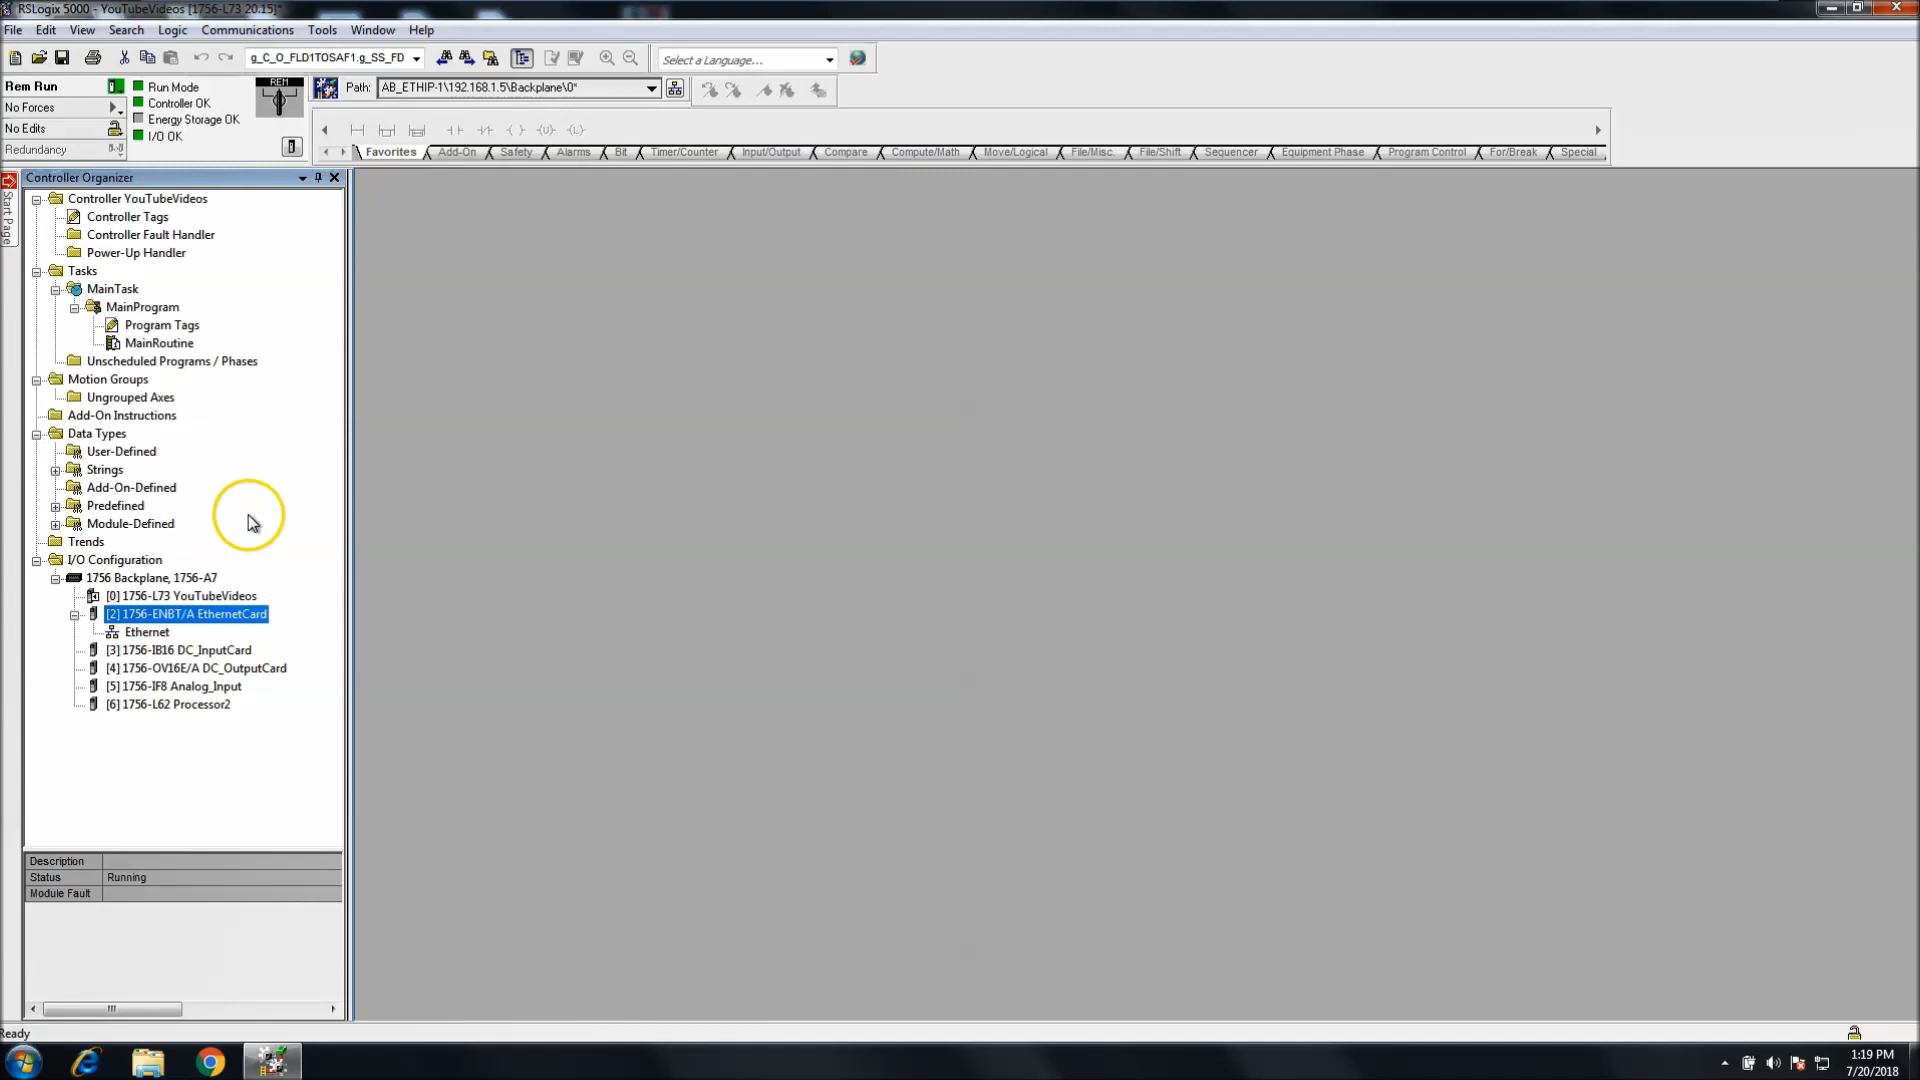 RSLogix 5000 - YouTubeVideos [1756-L73 20.15]*
File Edit View Search Logic Communications Tools Window Help
g_C_O_FLD1TOSAF1.g_SS_FD
Select a Language...
Rem Run
Run Mode
REM
Path: AB_ETHIP-1\192.168.1.5\Backplane\0*
No Forces
Controller OK
Energy Storage OK
No Edits
I/O OK
Redundancy
Favorites Add-On Safety Alarms Bit Timer/Counter Input/Output Compare Compute/Math Move/Logical File/Misc. File/Shift Sequencer Equipment Phase Program Control For/Break Special
Start Page
Controller Organizer
Controller YouTubeVideos
Controller Tags
Controller Fault Handler
Power-Up Handler
Tasks
MainTask
MainProgram
Program Tags
MainRoutine
Unscheduled Programs / Phases
Motion Groups
Ungrouped Axes
Add-On Instructions
Data Types
User-Defined
Strings
Add-On-Defined
Predefined
Module-Defined
Trends
I/O Configuration
1756 Backplane, 1756-A7
[0] 1756-L73 YouTubeVideos
[2] 1756-ENBT/A EthernetCard
Ethernet
[3] 1756-IB16 DC_InputCard
[4] 1756-OV16E/A DC_OutputCard
[5] 1756-IF8 Analog_Input
[6] 1756-L62 Processor2
Description
Status Running
Module Fault
Ready
1:19 PM
7/20/2018